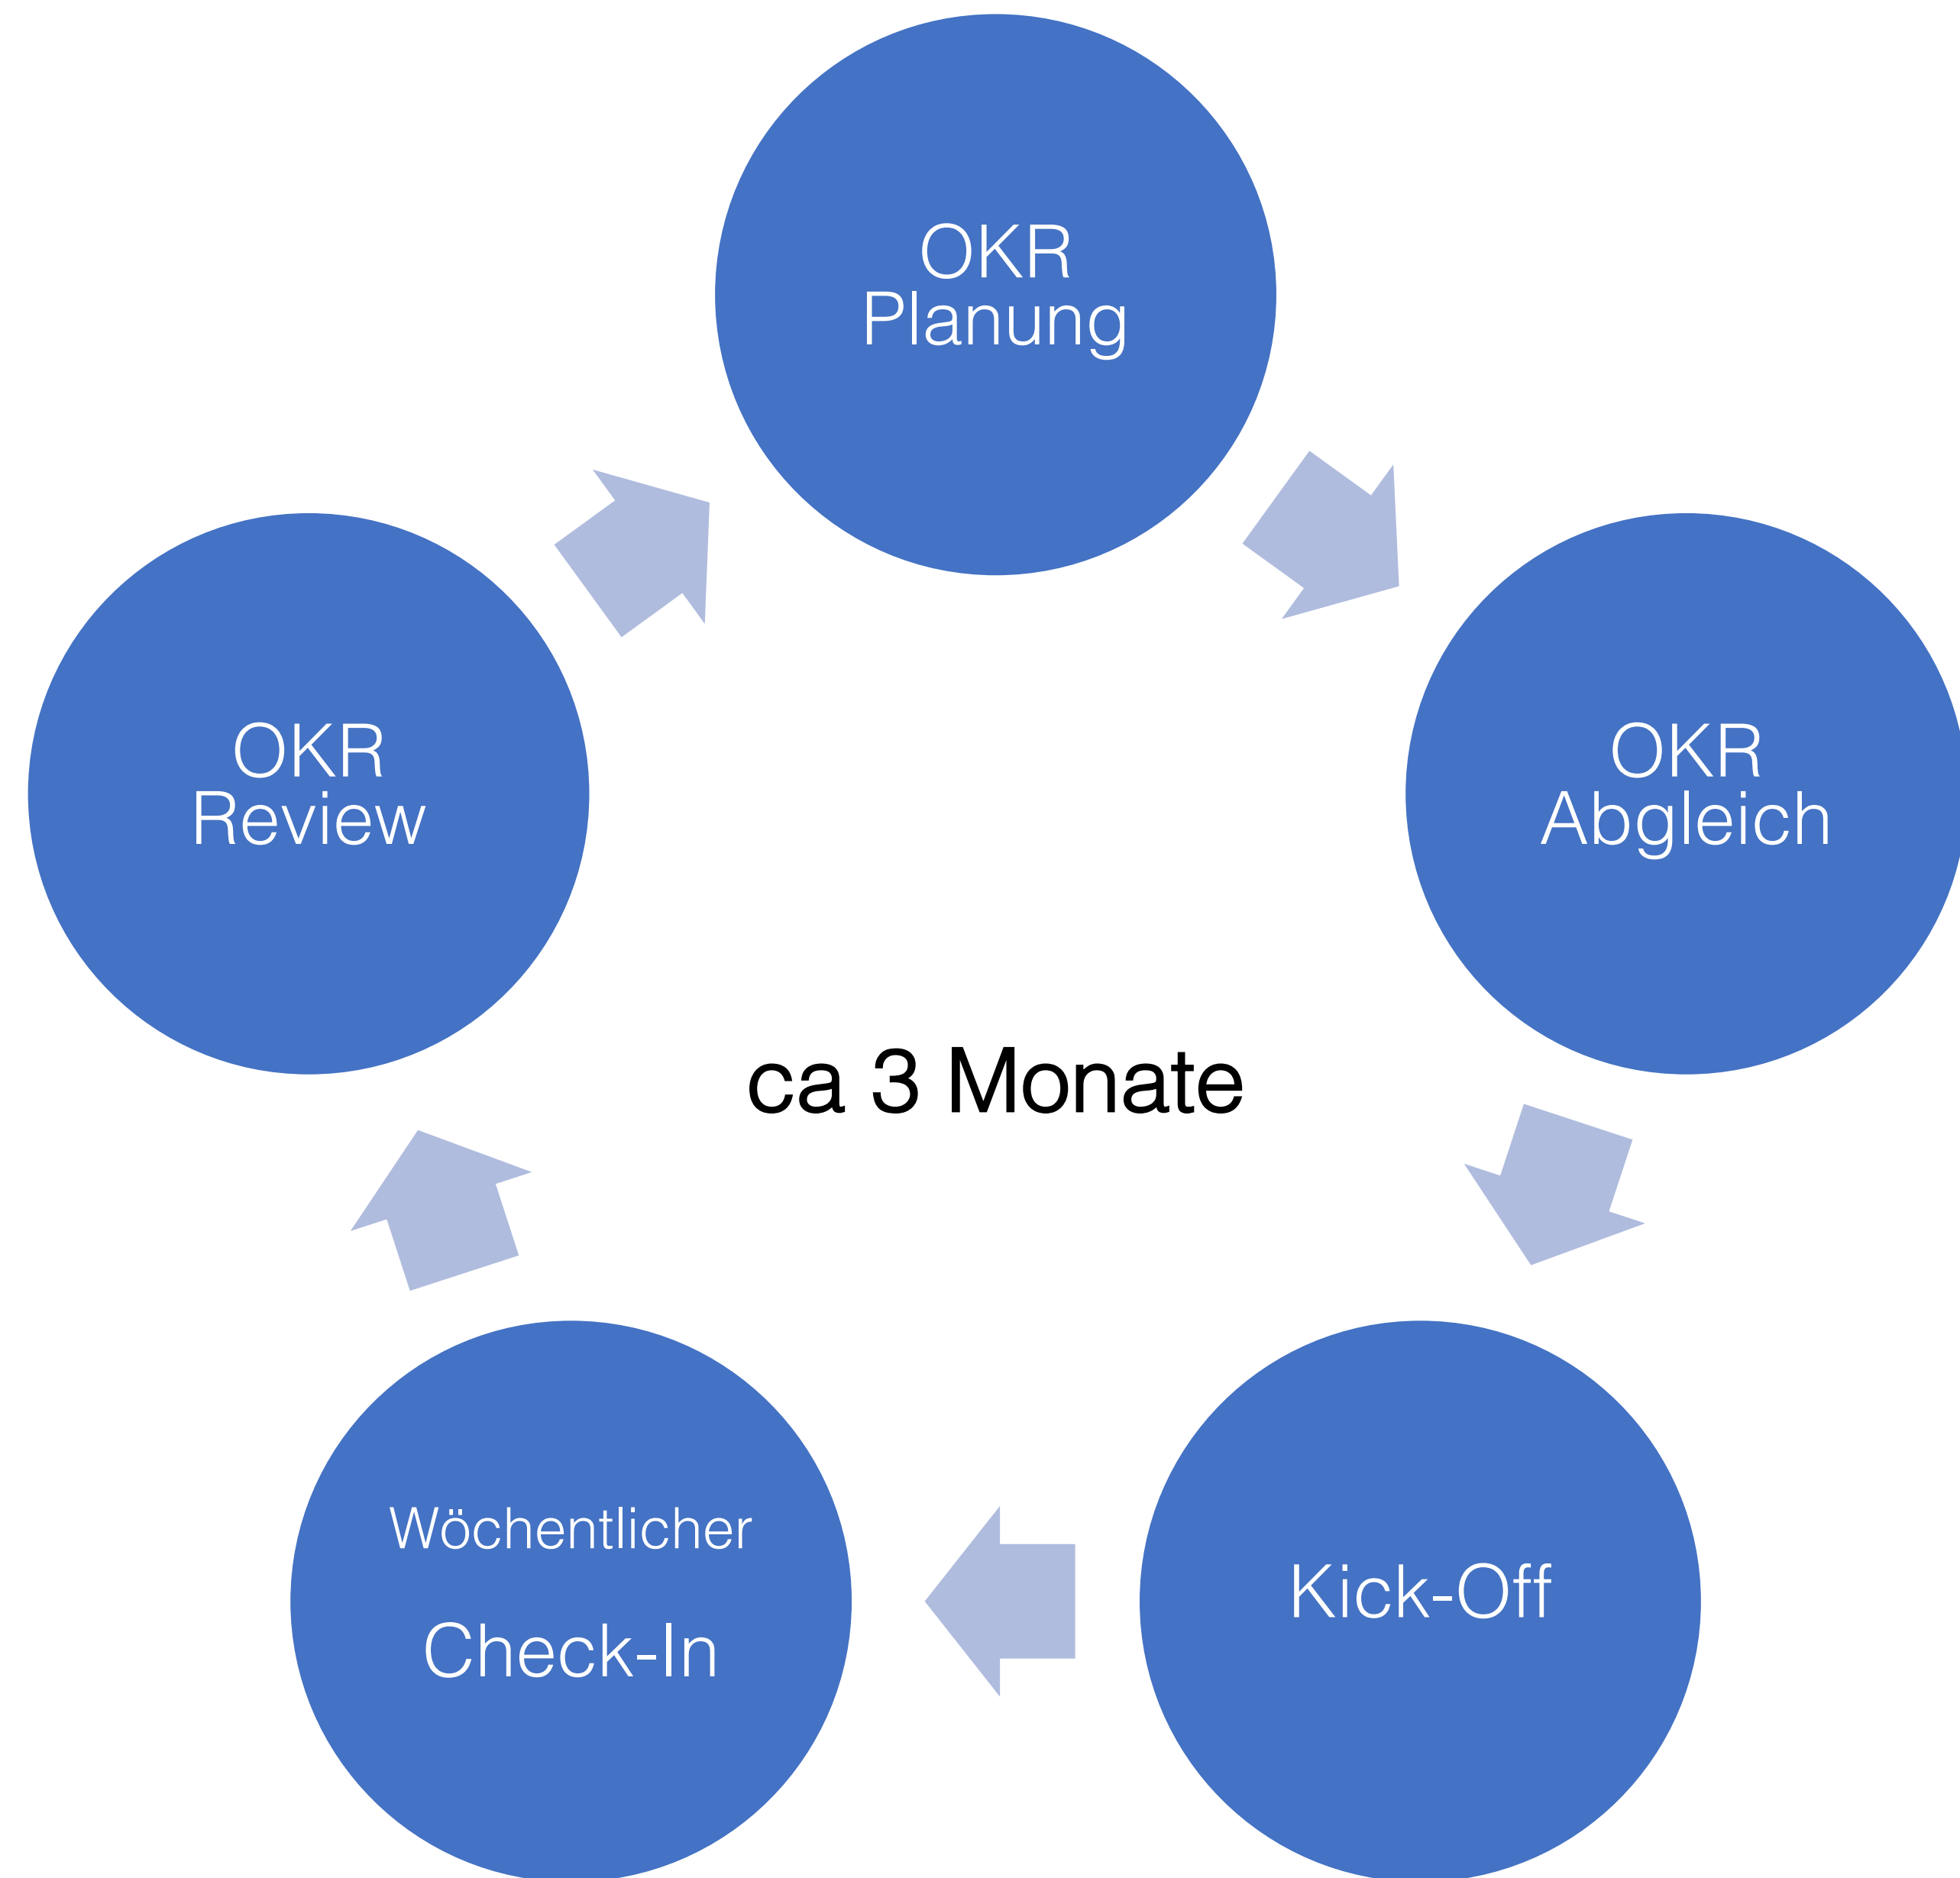 OKR
Planung
OKR
Abgleich
Kick-Off
Wöchentlicher
Check-In
OKR
Review
ca 3 Monate